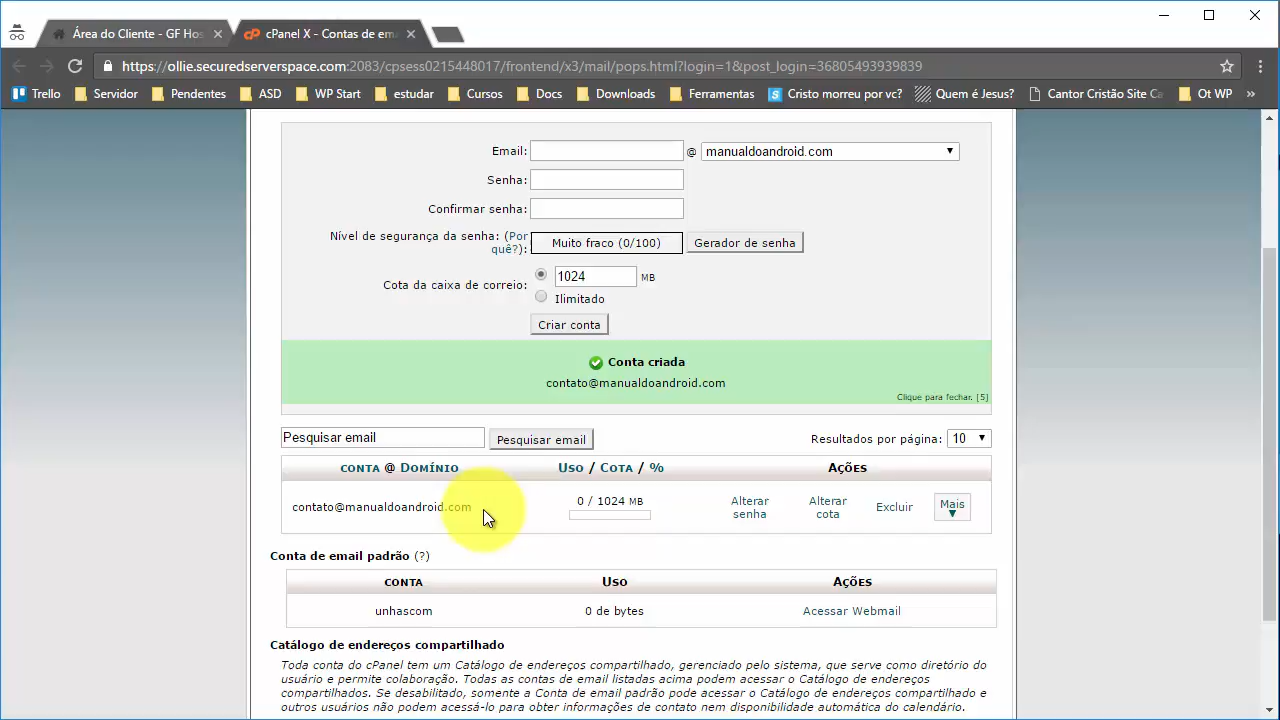 Área do Cliente - GF Hos
cPanel X - Contas de ema
https://ollie.securedserverspace.com:2083/cpsess0215448017/frontend/x3/mail/pops.html?login=1&post_login=36805493939839
Trello Servidor Pendentes ASD WP Start estudar Cursos Docs Downloads Ferramentas Cristo morreu por vc? Quem é Jesus? Cantor Cristão Site Ca Ot WP »
Email: @ manualdoandroid.com
Senha:
Confirmar senha:
Nível de segurança da senha: (Por
quê?): Muito fraco (0/100) Gerador de senha
Cota da caixa de correio: 1024 MB
Ilimitado
Criar conta
Conta criada
contato@manualdoandroid.com
Clique para fechar. [5]
Pesquisar email Pesquisar email Resultados por página: 10
CONTA @ DOMÍNIO USO / COTA / % AÇÕES
contato@manualdoandroid.com 0 / 1024 MB Alterar senha Alterar cota Excluir Mais
Conta de email padrão (?)
CONTA USO AÇÕES
unhascom 0 de bytes Acessar Webmail
Catálogo de endereços compartilhado
Toda conta do cPanel tem um Catálogo de endereços compartilhado, gerenciado pelo sistema, que serve como diretório do
usuário e permite colaboração. Todas as contas de email listadas acima podem acessar o Catálogo de endereços
compartilhados. Se desabilitado, somente a Conta de email padrão pode acessar o Catálogo de endereços compartilhado e
outros usuários não podem acessá-lo para obter informações de contato nem disponibilidade automática do calendário.